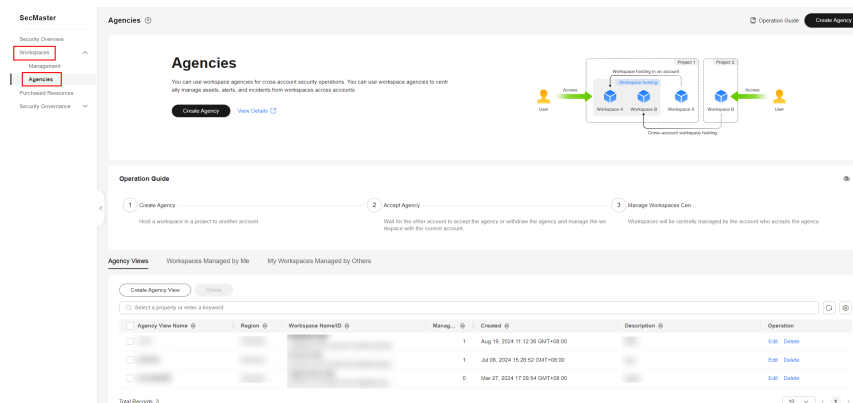 SecMaster
Agencies
Operation Guide
Create Agency
Security Overview
Workspaces
Management
Agencies
Purchased Resources
Security Governance
Agencies
You can use workspace agencies for cross-account security operations. You can use workspace agencies to centr
ally manage assets, alerts, and incidents from workspaces across accounts.
Create Agency
View Details
Project 1
Project 2
Workspace hosting in an account
Workspace hosting
Access
Access
User
Workspace A
Workspace B
Workspace A
Workspace B
User
Cross-account workspace hosting
Operation Guide
1
Create Agency
2
Accept Agency
3
Manage Workspaces Cen...
Host a workspace in a project to another account.
Wait for the other account to accept the agency or withdraw the agency and manage the wo
rkspace with the current account.
Workspaces will be centrally managed by the account who accepts the agency.
Agency Views
Workspaces Managed by Me
My Workspaces Managed by Others
Create Agency View
Delete
Select a property or enter a keyword
Agency View Name
Region
Workspace Name/ID
Manag...
Created
Description
Operation
1
Aug 19, 2024 11:12:36 GMT+08:00
Edit
Delete
1
Jul 08, 2024 15:26:52 GMT+08:00
Edit
Delete
0
Mar 27, 2024 17:28:54 GMT+08:00
Edit
Delete
Total Records: 3
10
1